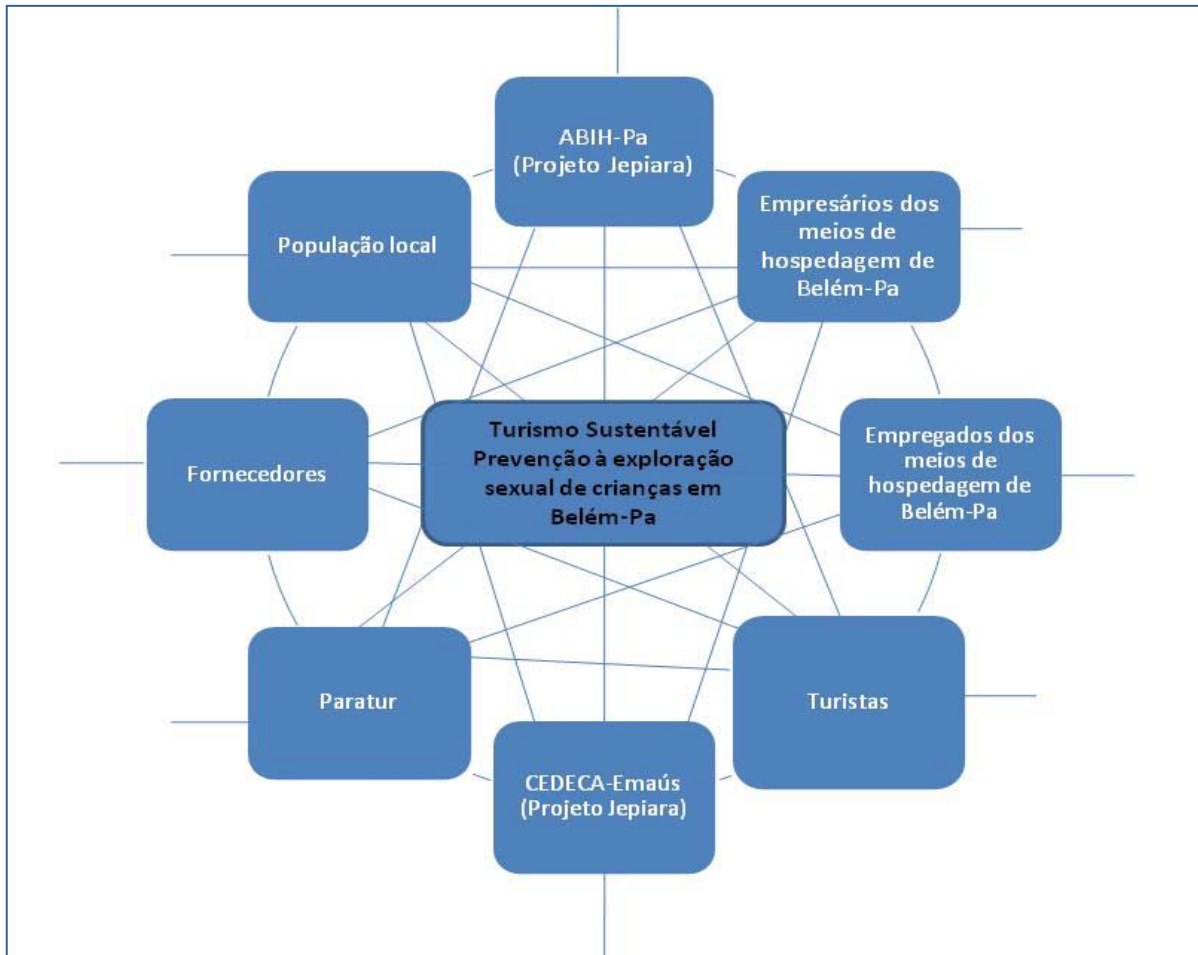 ABIH-Pa
(Projeto Jepiara)
Empresários dos
meios de
hospedagem de
Belém-Pa
Empregados dos
meios de
hospedagem de
Belém-Pa
Turistas
CEDECA-Emaús
(Projeto Jepiara)
Paratur
Fornecedores
População local
Turismo Sustentável
Prevenção à exploração
sexual de crianças em
Belém-Pa